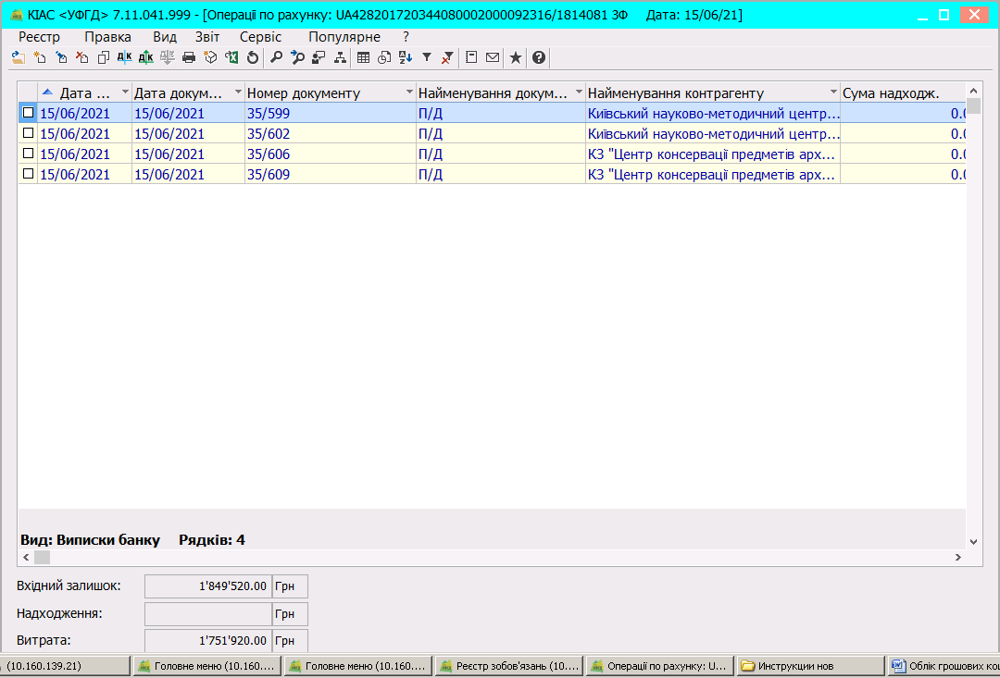 КІАС <УФГД> 7.11.041.999 - [Операції по рахунку: UA428201720344080002000092316/1814081 ЗФ Дата: 15/06/21]
Реєстр Правка Вид Звіт Сервіс Популярне ?
Дата ... Дата докум... Номер документу Найменування докум... Найменування контрагенту Сума надходж.
15/06/2021 15/06/2021 35/599 П/Д Київський науково-методичний центр... 0.0
15/06/2021 15/06/2021 35/602 П/Д Київський науково-методичний центр... 0.0
15/06/2021 15/06/2021 35/606 П/Д КЗ "Центр консервації предметів арх... 0.0
15/06/2021 15/06/2021 35/609 П/Д КЗ "Центр консервації предметів арх... 0.0
Вид: Виписки банку Рядків: 4
Вхідний залишок: 1'849'520.00 Грн
Надходження: Грн
Витрата: 1'751'920.00 Грн
(10.160.139.21) Головне меню (10.160.... Головне меню (10.160.... Реєстр зобов'язань (10.... Операції по рахунку: U... Инструкции нов Облік грошових ко